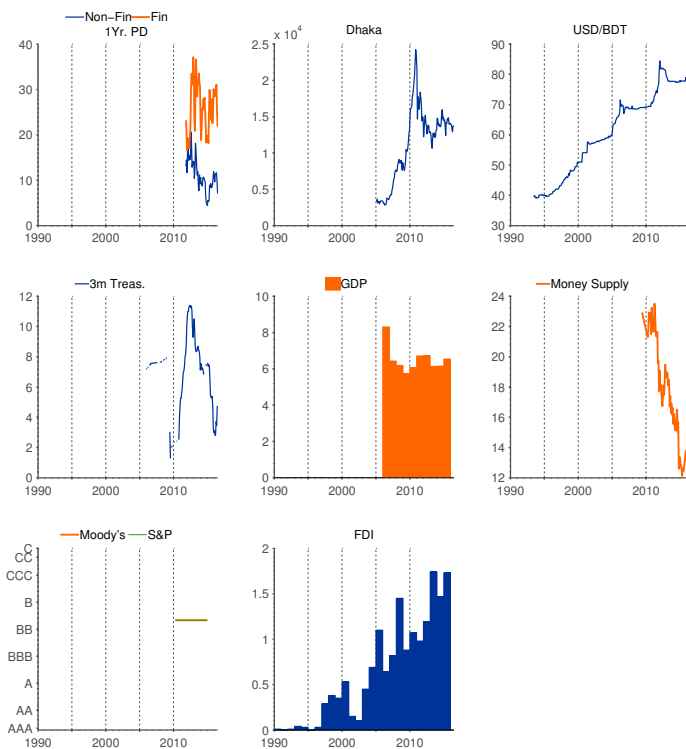 Non−Fin Fin
1Yr. PD
40
30
20
10
0
1990 2000 2010
Dhaka
x 10^4
2.5
2
1.5
1
0.5
0
1990 2000 2010
USD/BDT
90
80
70
60
50
40
30
1990 2000 2010
3m Treas.
12
10
8
6
4
2
0
1990 2000 2010
GDP
10
8
6
4
2
0
1990 2000 2010
Money Supply
24
22
20
18
16
14
12
1990 2000 2010
Moody's S&P
C
CC
CCC
B
BB
BBB
A
AA
AAA
1990 2000 2010
FDI
2
1.5
1
0.5
0
1990 2000 2010